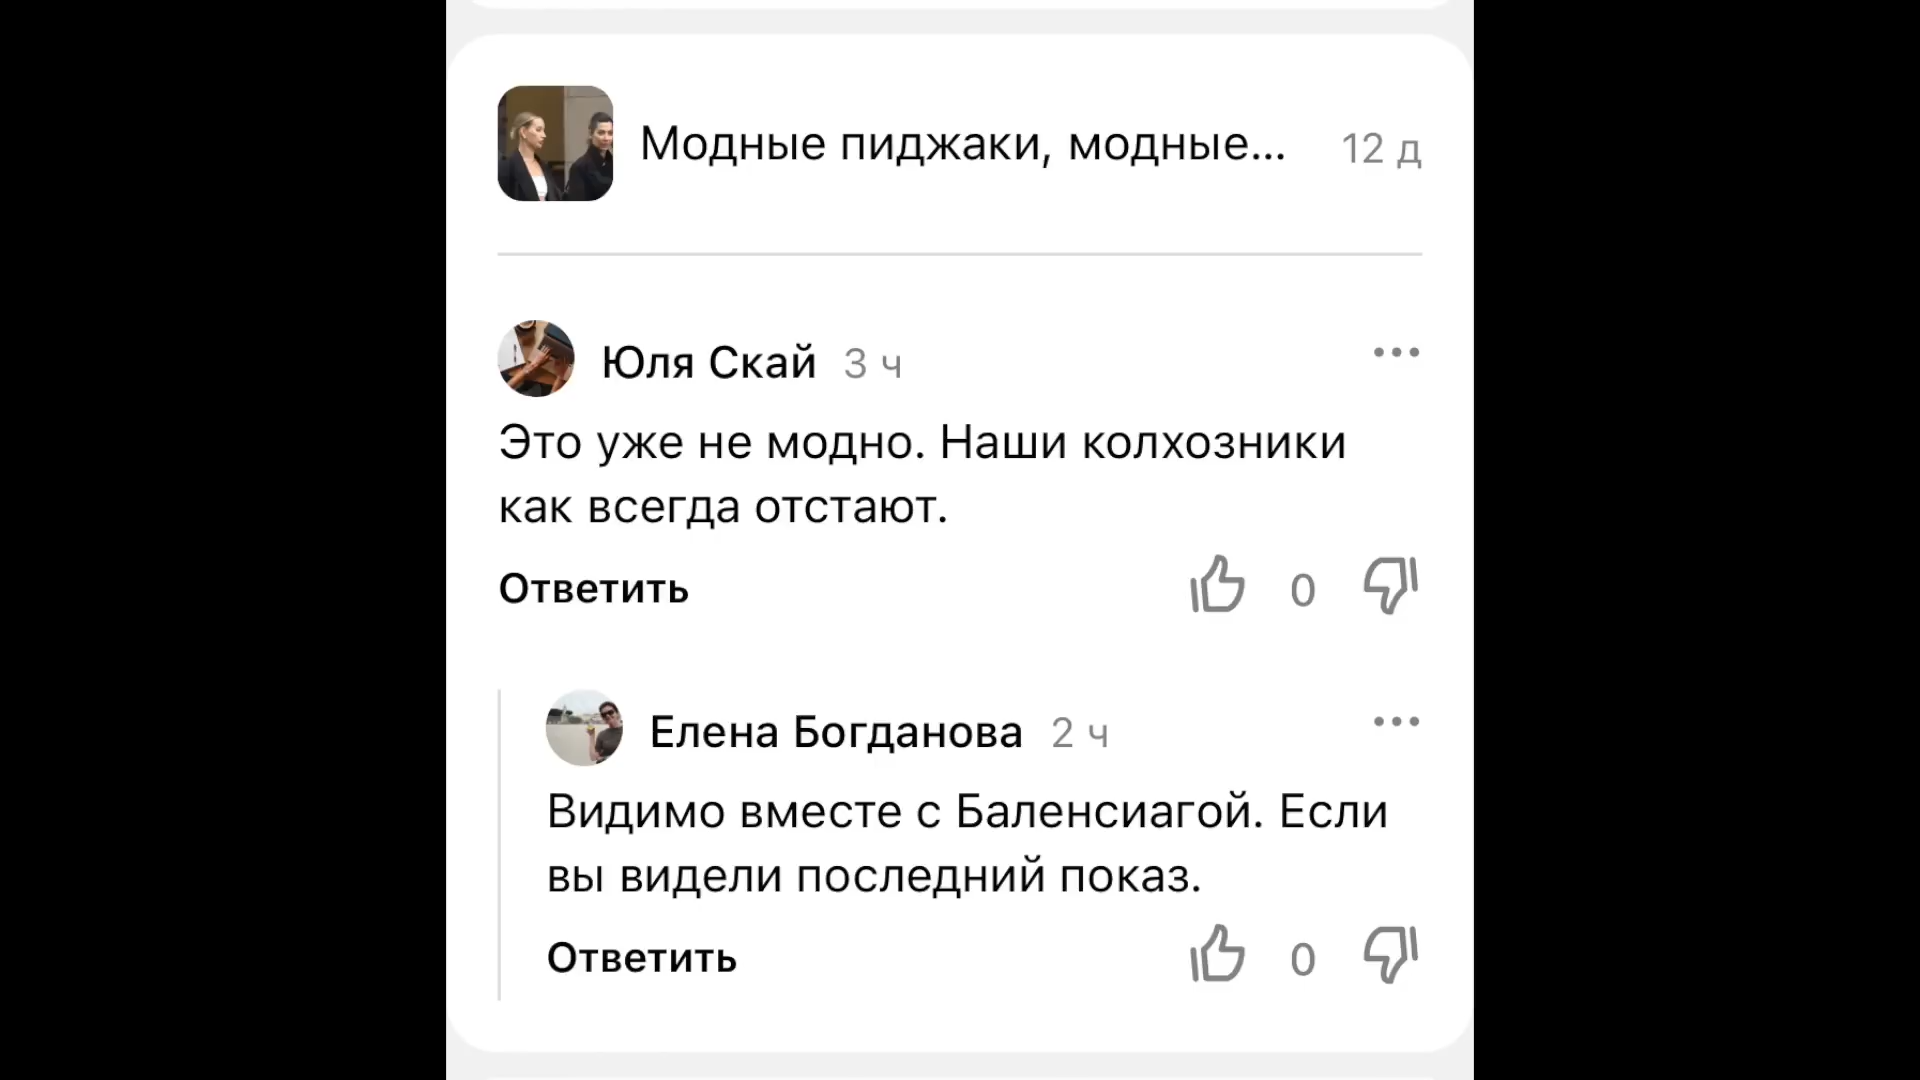 Модные пиджаки, модные...
12 д
Юля Скай 3 ч
Это уже не модно. Наши колхозники
как всегда отстают.
Ответить
0
Елена Богданова 2 ч
Видимо вместе с Баленсиагой. Если
вы видели последний показ.
Ответить
0